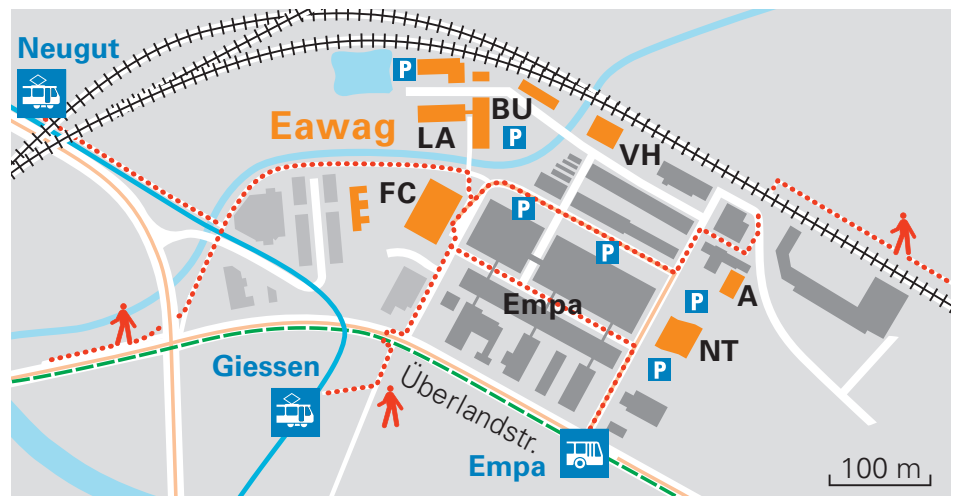 Neugut
P
BU
Eawag
LA
P
VH
FC
P
P
Empa
A
P
NT
Giessen
P
Überlandstr.
Empa
100 m